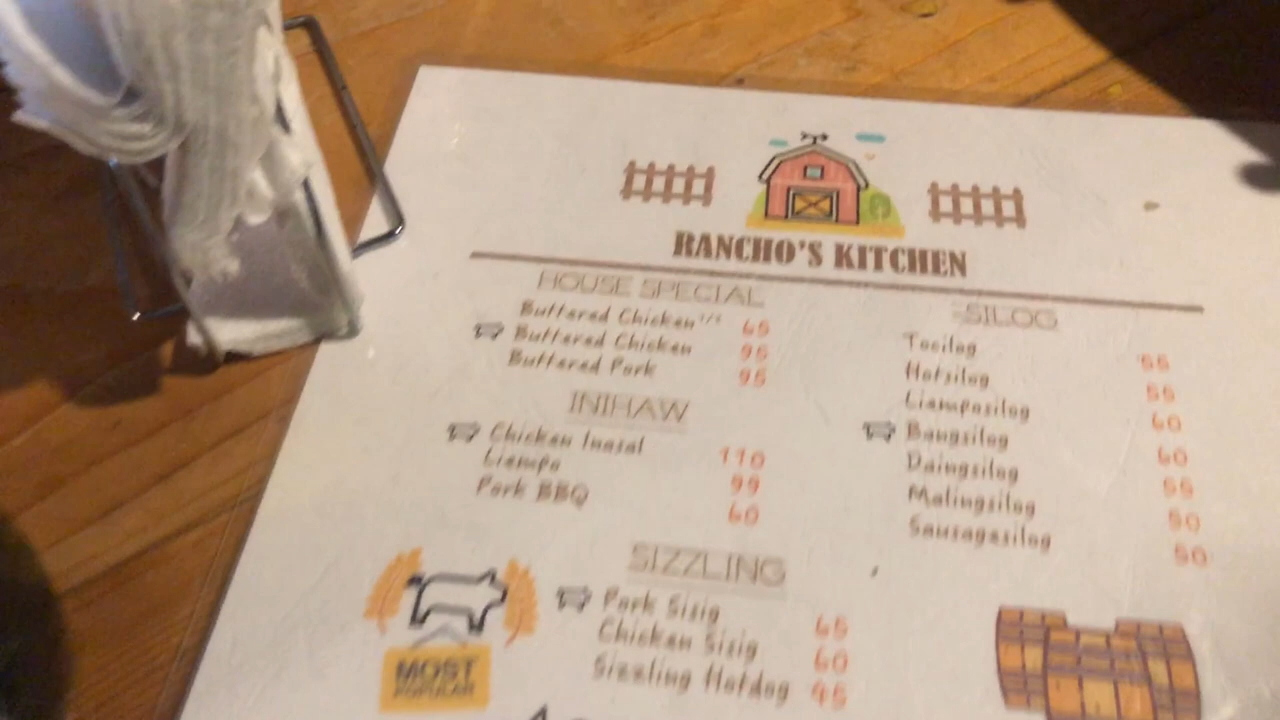 RANCHO'S KITCHEN
HOUSE SPECIAL
Buttered Chicken 65
Buttered Chicken 95
Buttered Pork 95
INIHAW
Chicken Inasal 110
Liempo 99
Pork BBQ 60
SIZZLING
Pork Sisig 65
Chicken Sisig 60
Sizzling Hotdog 45
MOST
POPULAR
SILOG
Tocilog 55
Hotsilog 55
Liemposilog 60
Bangsilog 60
Daingsilog 55
Malingsilog 50
Sausagesilog 50